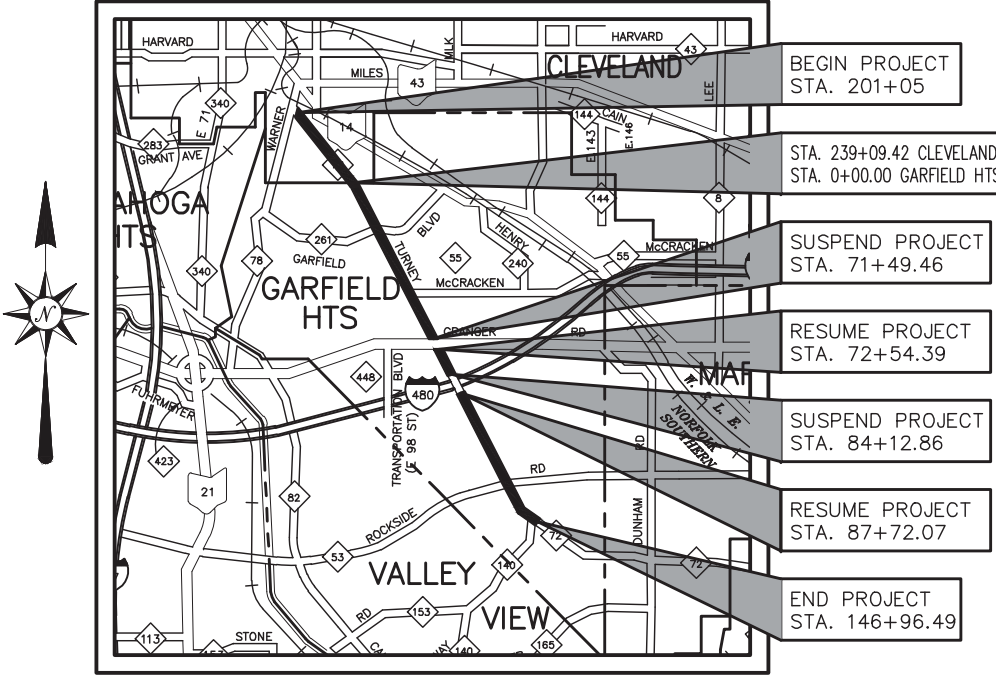 HARVARD
MLK
HARVARD
43
BEGIN PROJECT
STA. 201+05
CLEVELAND
MILES
43
LEE
340
E 71
WARNER
14
144
CAIN
283
GRANT AVE
E 143
E 146
STA. 239+09.42 CLEVELAND
STA. 0+00.00 GARFIELD HTS
144
8
AHOGA
HTS
BLVD
HENRY
261
GARFIELD
TURNEY
55
240
55
McCRACKEN
SUSPEND PROJECT
STA. 71+49.46
78
340
McCRACKEN
GARFIELD
HTS
N
GRANGER
RD
RESUME PROJECT
STA. 72+54.39
448
480
TRANSPORTATION BLVD
(E 98 ST)
MAP
W. & L. E.
NORFOLK
SOUTHERN
FUHRMEYER
SUSPEND PROJECT
STA. 84+12.86
423
21
82
RD
RD
RESUME PROJECT
STA. 87+72.07
ROCKSIDE
DUNHAM
53
72
140
72
VALLEY
VIEW
END PROJECT
STA. 146+96.49
RD
153
113
STONE
140
165